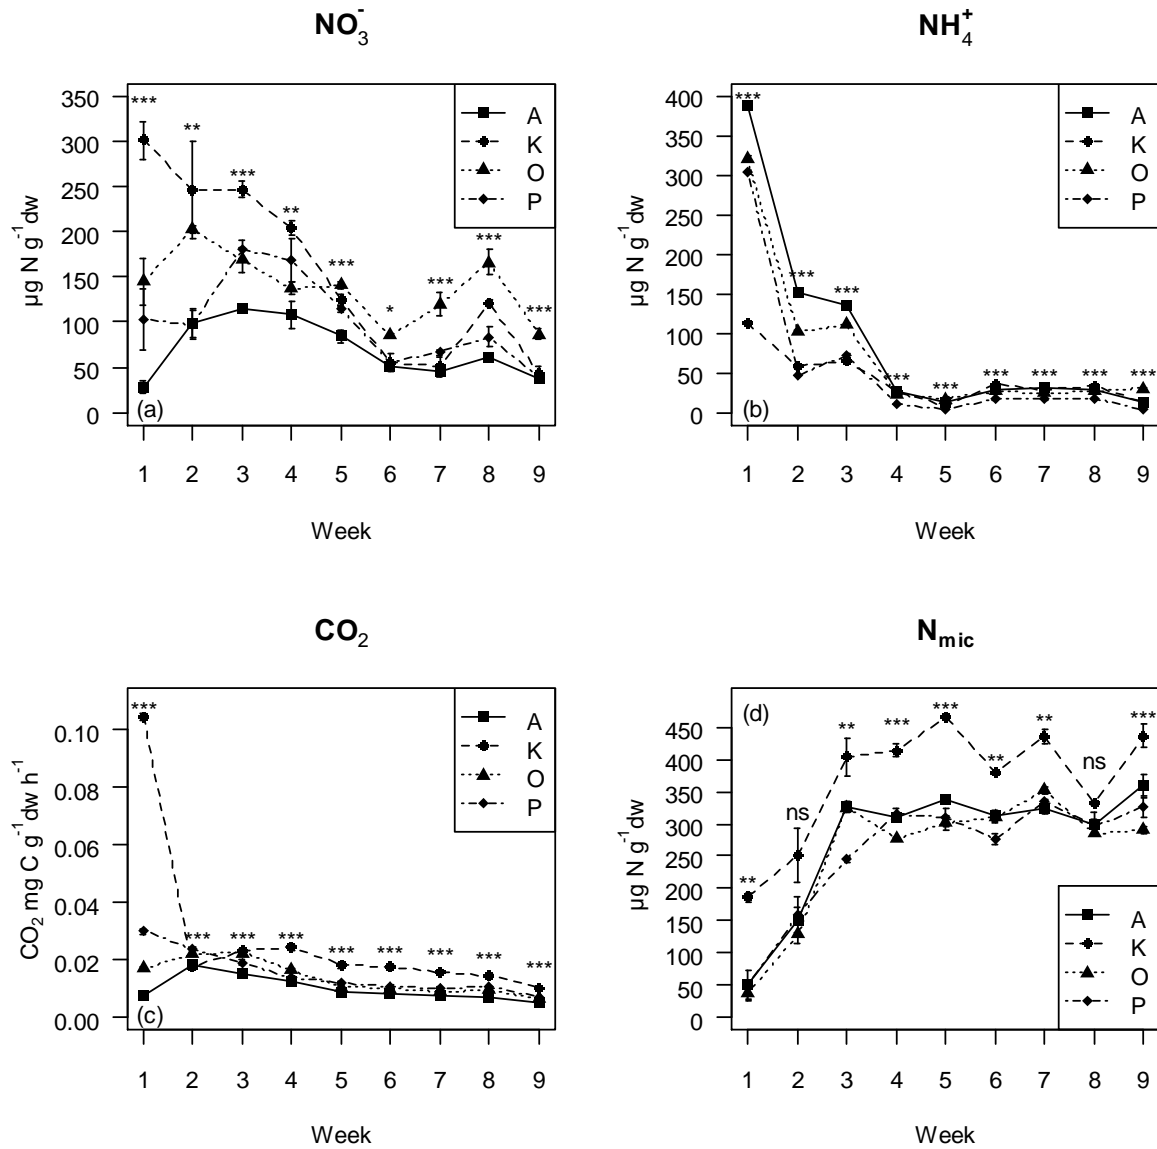 NO₃⁻
µg N g⁻¹dw
350
300
250
200
150
100
50
0
*** ** *** ** *** * *** *** ***
A
K
O
P
(a)
1 2 3 4 5 6 7 8 9
Week
NH₄⁺
µg N g⁻¹dw
400
350
300
250
200
150
100
50
0
*** *** *** *** *** *** *** *** ***
A
K
O
P
(b)
1 2 3 4 5 6 7 8 9
Week
CO₂
CO₂ mg C g⁻¹dw h⁻¹
0.10
0.08
0.06
0.04
0.02
0.00
*** *** *** *** *** *** *** *** ***
A
K
O
P
(c)
1 2 3 4 5 6 7 8 9
Week
Nmic
µg N g⁻¹dw
450
400
350
300
250
200
150
100
50
0
(d)
** ns ** *** *** ** ** ns ***
A
K
O
P
1 2 3 4 5 6 7 8 9
Week